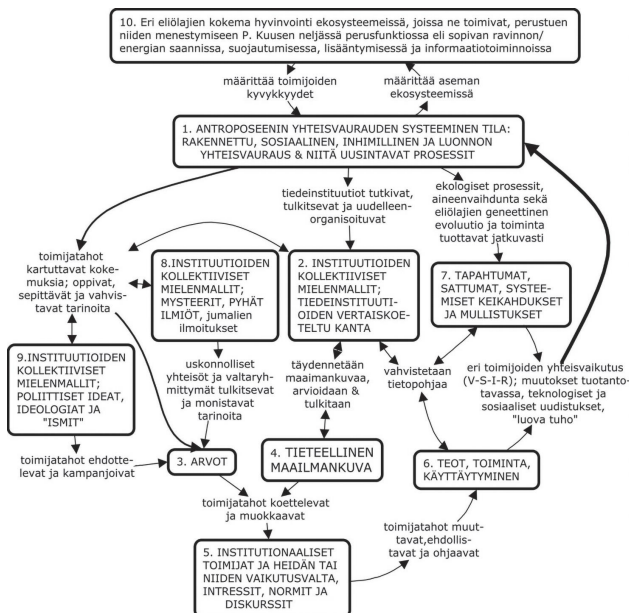 10. Eri eliölajien kokema hyvinvointi ekosysteemeissä, joissa ne toimivat, perustuen
niiden menestymiseen P. Kuusen neljässä perusfunktiossa eli sopivan ravinnon/
energian saannissa, suojautumisessa, lisääntymisessä ja informaatiotoiminnoissa
määrittää toimijoiden
kyvykkyydet
määrittää aseman
ekosysteemissä
1. ANTROPOSEENIN YHTEISVAURAUDEN SYSTEEMINEN TILA:
RAKENNETTU, SOSIAALINEN, INHIMILLINEN JA LUONNON
YHTEISVAURAUS & NIITÄ UUSINTAVAT PROSESSIT
tiedeinstituutiot tutkivat,
tulkitsevat ja uudelleen-
organisoituvat
ekologiset prosessit,
aineenvaihdunta sekä
eliölajien geneettinen
evoluutio ja toiminta
tuottavat jatkuvasti
toimijatahot
kartuttavat koke-
muksia; oppivat,
sepittävät ja vahvis-
tavat tarinoita
8.INSTITUUTIOIDEN
KOLLEKTIIVISET
MIELENMALLIT;
MYSTEERIT, PYHÄT
ILMIÖT, jumalien
ilmoitukset
2. INSTITUUTIOIDEN
KOLLEKTIIVISET
MIELENMALLIT;
TIEDEINSTITUUTI-
OIDEN VERTAISKOE-
TELTU KANTA
7. TAPAHTUMAT,
SATTUMAT, SYSTEE-
MISET KEIKAHDUKSET
JA MULLISTUKSET
9.INSTITUUTIOIDEN
KOLLEKTIIVISET
MIELENMALLIT;
POLIITTISET IDEAT,
IDEOLOGIAT JA
"ISMIT"
uskonnolliset
yhteisöt ja valtaryh-
mittymät tulkitsevat
ja monistavat
tarinoita
täydennetään
maaimankuvaa,
arvioidaan &
tulkitaan
vahvistetaan
tietopohjaa
eri toimijoiden yhteisvaikutus
(V-S-I-R); muutokset tuotanto-
tavassa, teknologiset ja
sosiaaliset uudistukset,
"luova tuho"
toimijatahot ehdotte-
levat ja kampanjoivat
3. ARVOT
4. TIETEELLINEN
MAAILMANKUVA
6. TEOT, TOIMINTA,
KÄYTTÄYTYMINEN
toimijatahot koettelevat
ja muokkaavat
toimijatahot muut-
tavat,ehdollis-
tavat ja ohjaavat
5. INSTITUTIONAALISET
TOIMIJAT JA HEIDÄN TAI
NIIDEN VAIKUTUSVALTA,
INTRESSIT, NORMIT JA
DISKURSSIT